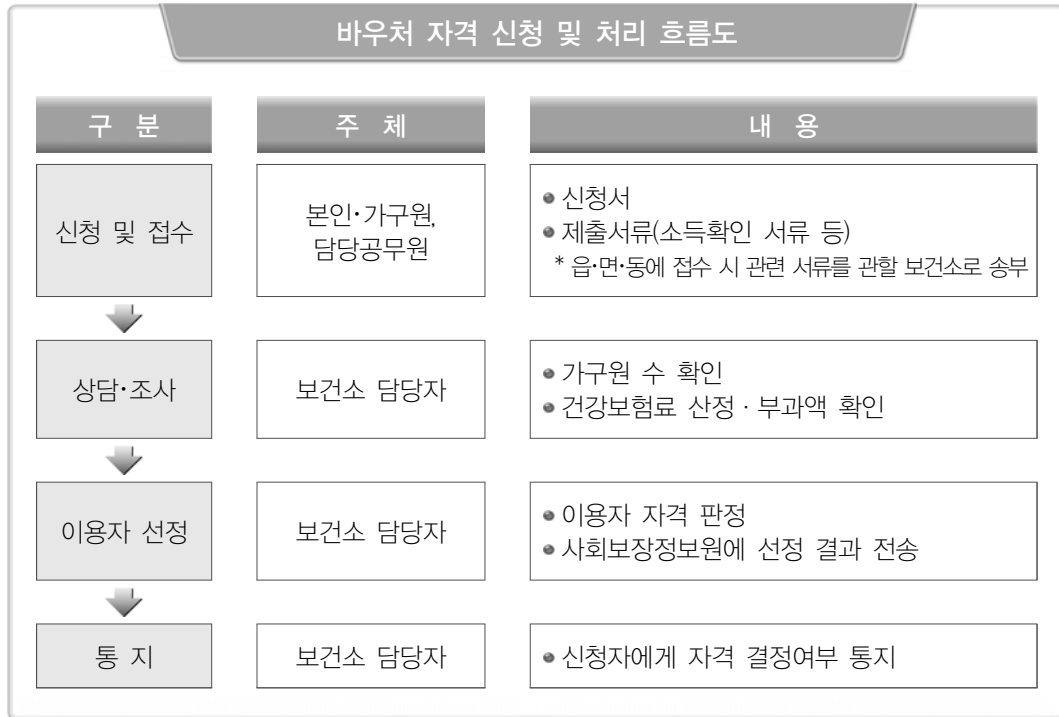 바우처 자격 신청 및 처리 흐름도
구 분
주 체
내 용
신청 및 접수
본인·가구원,
담당공무원
신청서
제출서류(소득확인 서류 등)
* 읍·면·동에 접수 시 관련 서류를 관할 보건소로 송부
상담·조사
보건소 담당자
가구원 수 확인
건강보험료 산정·부과액 확인
이용자 선정
보건소 담당자
이용자 자격 판정
사회보장정보원에 선정 결과 전송
통 지
보건소 담당자
신청자에게 자격 결정여부 통지